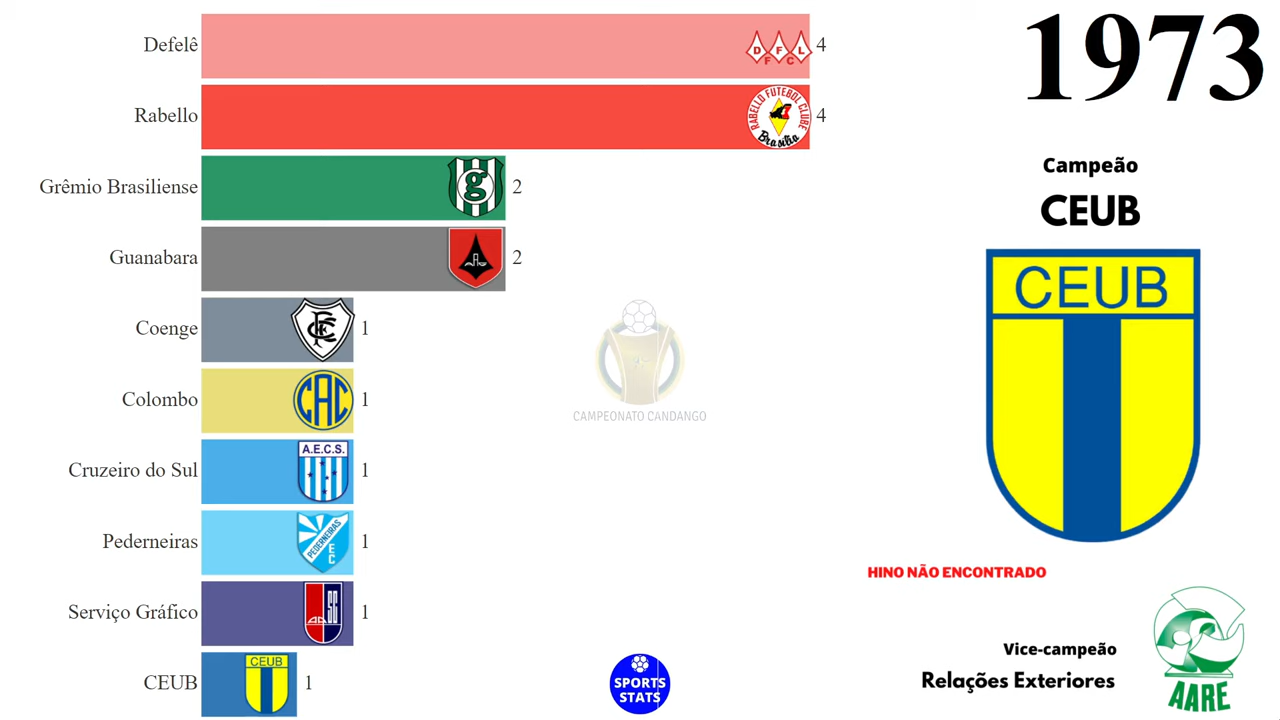 1973
Defelê
D F L
F C
4
Rabello
RABELLO FUTEBOL CLUBE
Brasília
4
Grêmio Brasiliense
g
2
Guanabara
2
Coenge
1
Colombo
CAC
1
Cruzeiro do Sul
A.E.C.S.
1
Pederneiras
PEDERNEIRAS
E
C
1
Serviço Gráfico
1
CEUB
CEUB
1
CAMPEONATO CANDANGO
SPORTS
STATS
Campeão
CEUB
CEUB
HINO NÃO ENCONTRADO
Vice-campeão
Relações Exteriores
AARE